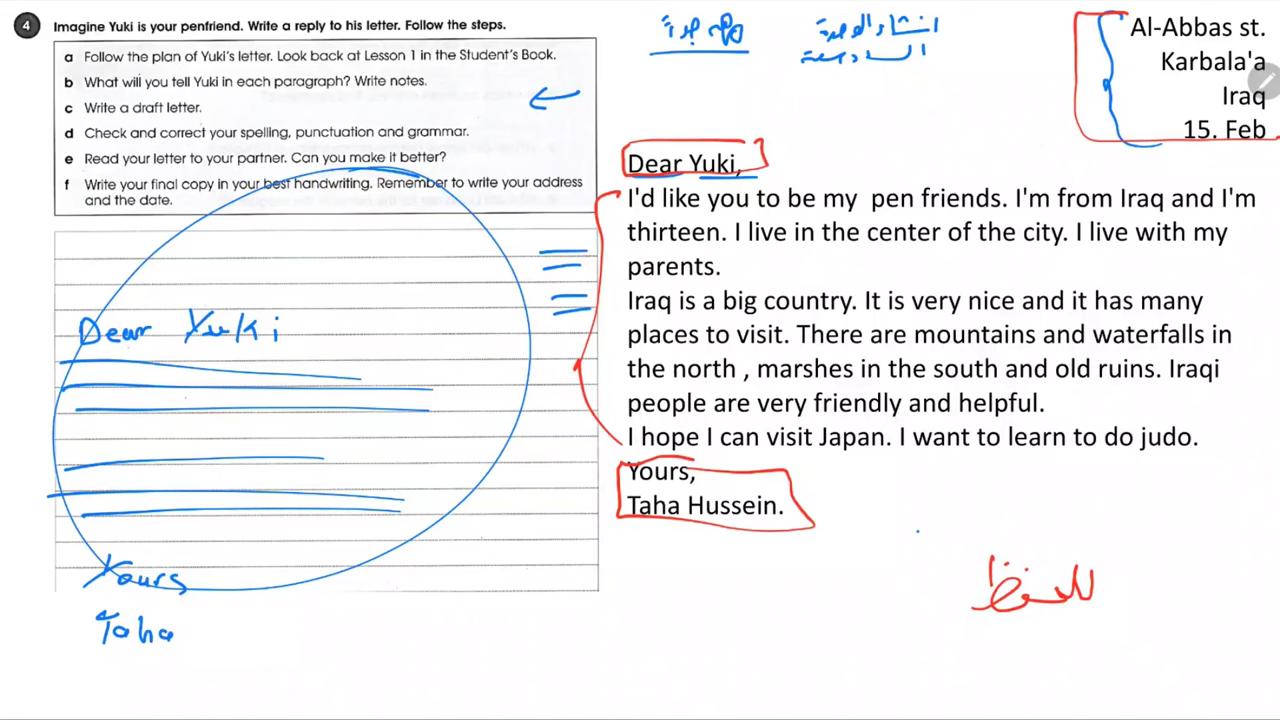 4 Imagine Yuki is your penfriend. Write a reply to his letter. Follow the steps.
a Follow the plan of Yuki's letter. Look back at Lesson 1 in the Student's Book.
b What will you tell Yuki in each paragraph? Write notes.
c Write a draft letter.
d Check and correct your spelling, punctuation and grammar.
e Read your letter to your partner. Can you make it better?
f Write your final copy in your best handwriting. Remember to write your address
and the date.
Dear Yuki
Yours
Taha
Al-Abbas st.
Karbala'a
Iraq
15. Feb
Dear Yuki,
I'd like you to be my pen friends. I'm from Iraq and I'm
thirteen. I live in the center of the city. I live with my
parents.
Iraq is a big country. It is very nice and it has many
places to visit. There are mountains and waterfalls in
the north , marshes in the south and old ruins. Iraqi
people are very friendly and helpful.
I hope I can visit Japan. I want to learn to do judo.
Yours,
Taha Hussein.
للحفظ